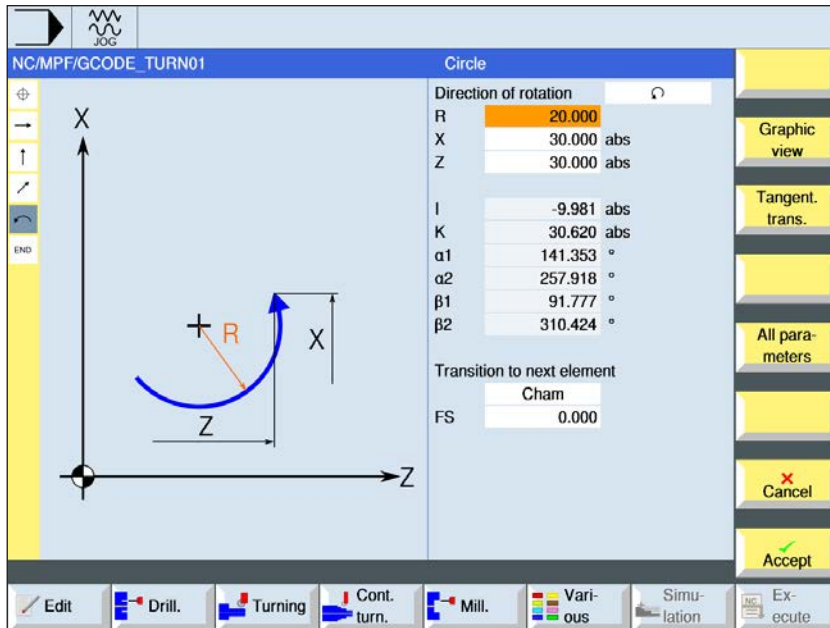 JOG
NC/MPF/GCODE_TURN01
Circle
END
X
R
X
Z
Z
Direction of rotation
R 20.000
X 30.000 abs
Z 30.000 abs
I -9.981 abs
K 30.620 abs
α1 141.353 °
α2 257.918 °
β1 91.777 °
β2 310.424 °
Transition to next element
Cham
FS 0.000
Graphic
view
Tangent.
trans.
All para-
meters
Cancel
Accept
Edit
Drill.
Turning
Cont.
turn.
Mill.
Vari-
ous
Simu-
lation
NC
Ex-
ecute